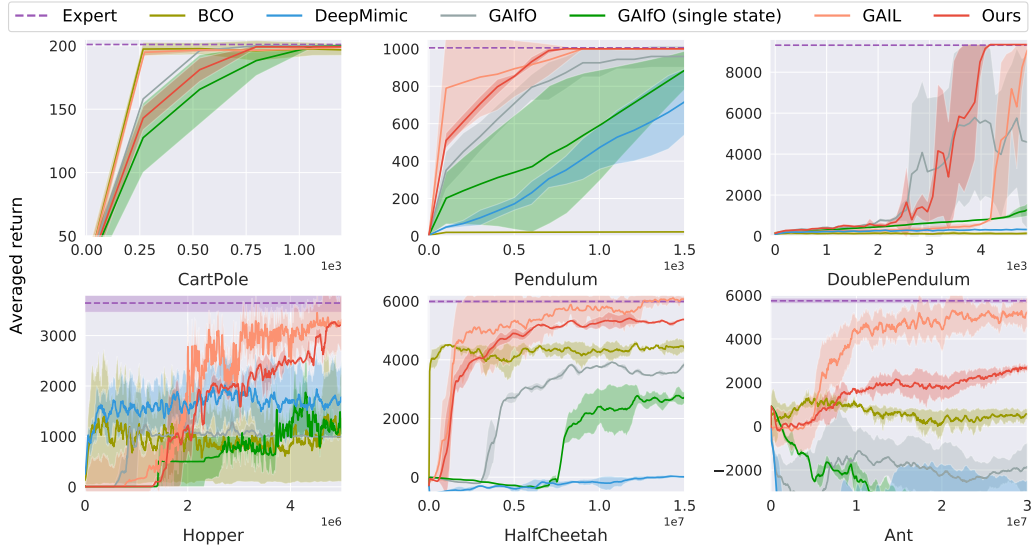 Expert BCO DeepMimic GAIfO GAIfO (single state) GAIL Ours
Averaged return
200
150
100
50
0.00 0.25 0.50 0.75 1.00
1e3
CartPole
1000
800
600
400
200
0
0.0 0.5 1.0 1.5
1e3
Pendulum
8000
6000
4000
2000
0
0 1 2 3 4
1e3
DoublePendulum
3000
2000
1000
0
0 2 4
1e6
Hopper
6000
4000
2000
0
0.0 0.5 1.0 1.5
1e7
HalfCheetah
6000
4000
2000
0
−2000
0 1 2 3
1e7
Ant